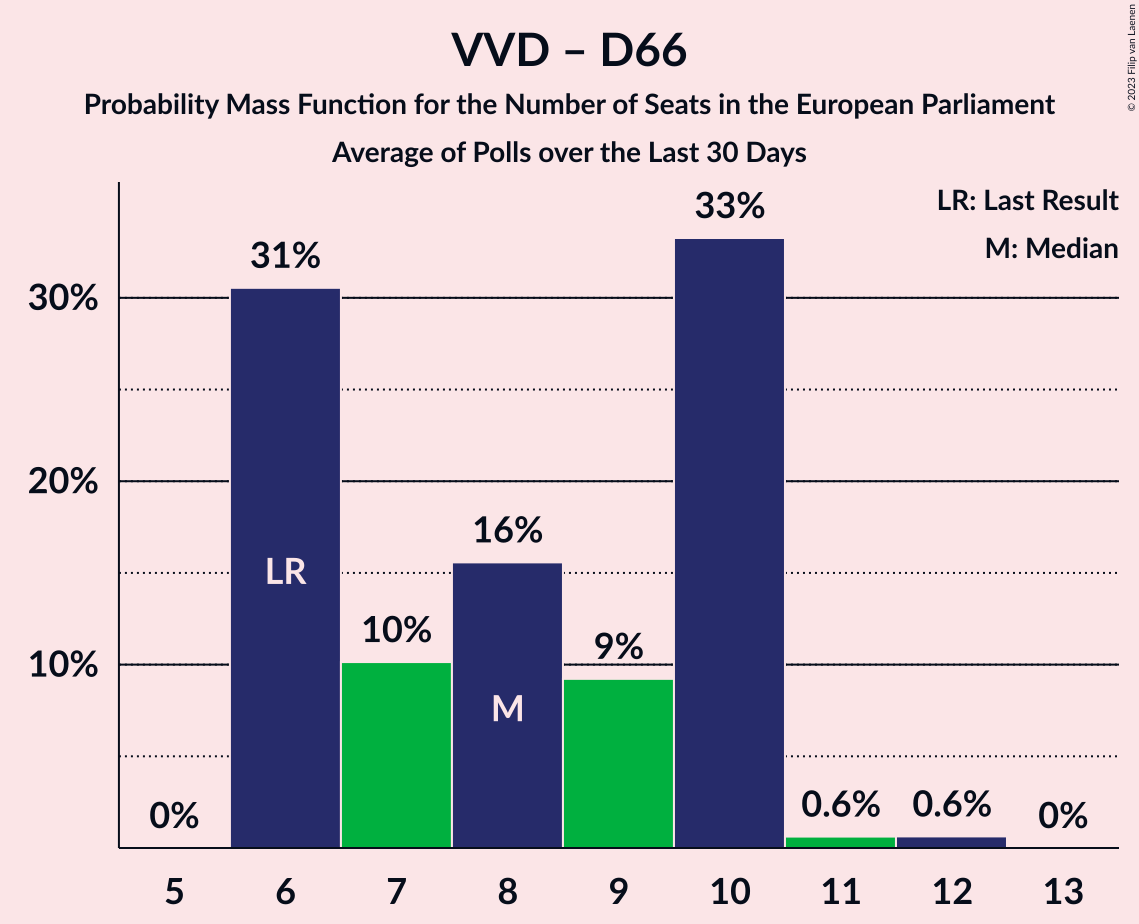 VVD – D66
Probability Mass Function for the Number of Seats in the European Parliament
Average of Polls over the Last 30 Days
© 2023 Filip van Laenen
LR: Last Result
M: Median
33%
31%
30%
20%
16%
10%
10%
9%
LR
M
0%
0.6%
0.6%
0%
5
6
7
8
9
10
11
12
13